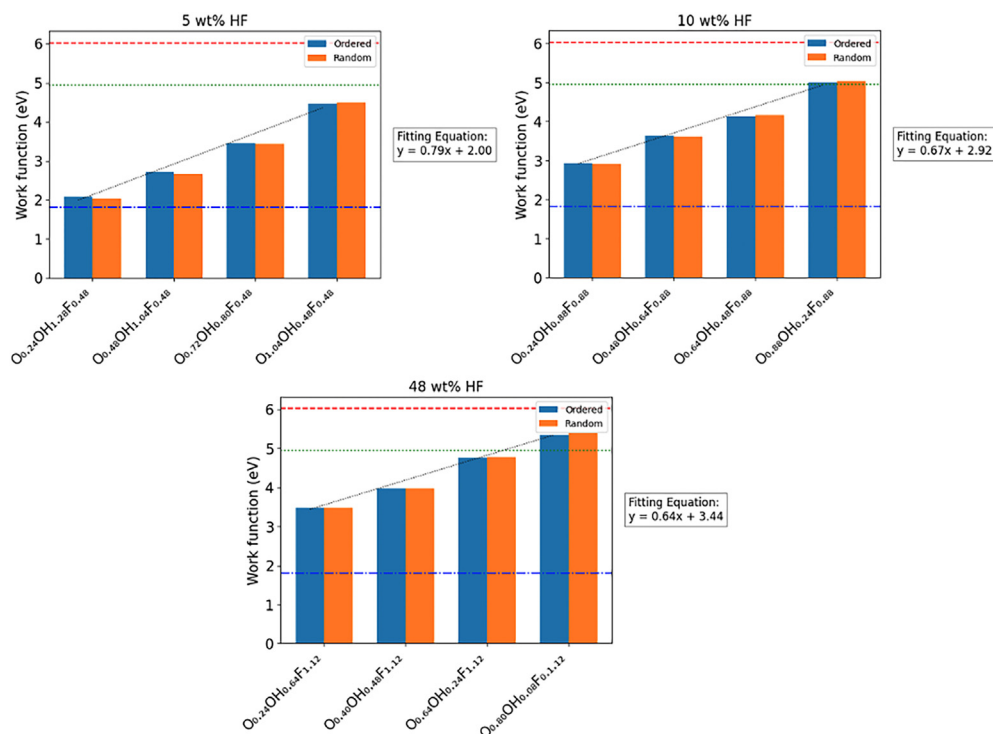 5 wt% HF
Work function (eV)
6
5
4
3
2
1
0
Ordered
Random
O₀.₂₄OH₁.₂₈F₀.₄₈
O₀.₄₈OH₁.₀₄F₀.₄₈
O₀.₇₂OH₀.₈₀F₀.₄₈
O₁.₀₄OH₀.₄₈F₀.₄₈
Fitting Equation:
y = 0.79x + 2.00
10 wt% HF
Work function (eV)
6
5
4
3
2
1
0
Ordered
Random
O₀.₂₄OH₀.₈₈F₀.₈₈
O₀.₄₈OH₀.₆₄F₀.₈₈
O₀.₆₄OH₀.₄₈F₀.₈₈
O₀.₈₈OH₀.₂₄F₀.₈₈
Fitting Equation:
y = 0.67x + 2.92
48 wt% HF
Work function (eV)
6
5
4
3
2
1
0
Ordered
Random
O₀.₂₄OH₀.₆₄F₁.₁₂
O₀.₄₀OH₀.₄₈F₁.₁₂
O₀.₆₄OH₀.₂₄F₁.₁₂
O₀.₈₀OH₀.₀₈F₀.₁.₁₂
Fitting Equation:
y = 0.64x + 3.44